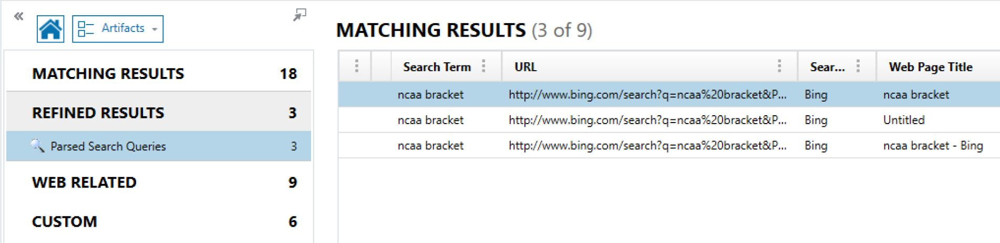 « Artifacts
MATCHING RESULTS 18
REFINED RESULTS 3
Parsed Search Queries 3
WEB RELATED 9
CUSTOM 6
MATCHING RESULTS (3 of 9)
Search Term URL Sear... Web Page Title
ncaa bracket http://www.bing.com/search?q=ncaa%20bracket&P... Bing ncaa bracket
ncaa bracket http://www.bing.com/search?q=ncaa%20bracket&P... Bing Untitled
ncaa bracket http://www.bing.com/search?q=ncaa%20bracket&P... Bing ncaa bracket - Bing